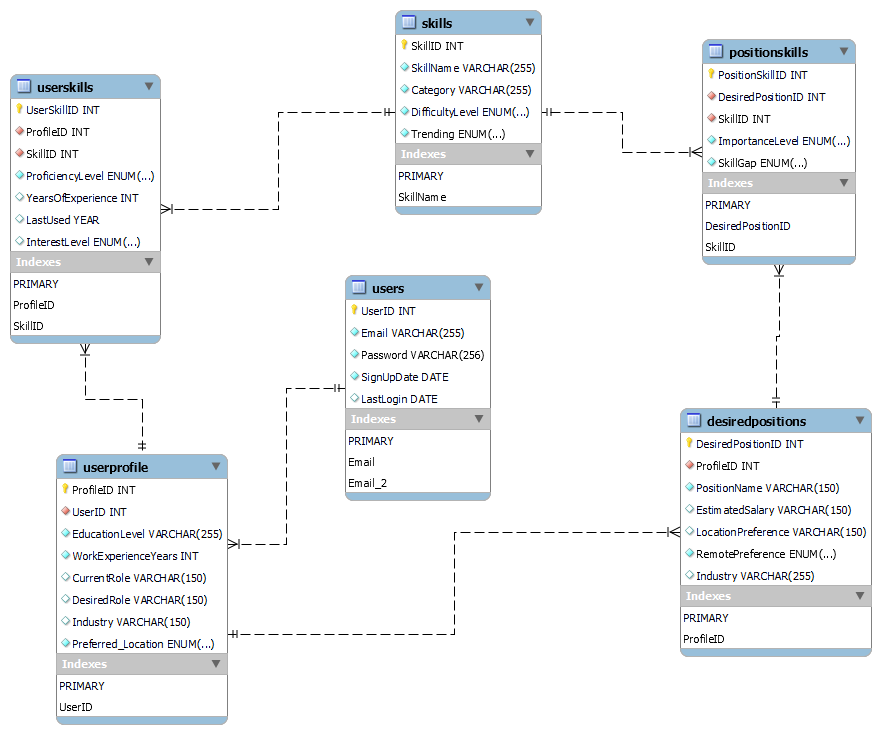 skills
SkillID INT
SkillName VARCHAR(255)
Category VARCHAR(255)
DifficultyLevel ENUM(...)
Trending ENUM(...)
Indexes
PRIMARY
SkillName
positionskills
PositionSkillID INT
DesiredPositionID INT
SkillID INT
ImportanceLevel ENUM(...)
SkillGap ENUM(...)
Indexes
PRIMARY
DesiredPositionID
SkillID
userskills
UserSkillID INT
ProfileID INT
SkillID INT
ProficiencyLevel ENUM(...)
YearsOfExperience INT
LastUsed YEAR
InterestLevel ENUM(...)
Indexes
PRIMARY
ProfileID
SkillID
users
UserID INT
Email VARCHAR(255)
Password VARCHAR(256)
SignUpDate DATE
LastLogin DATE
Indexes
PRIMARY
Email
Email_2
userprofile
ProfileID INT
UserID INT
EducationLevel VARCHAR(255)
WorkExperienceYears INT
CurrentRole VARCHAR(150)
DesiredRole VARCHAR(150)
Industry VARCHAR(150)
Preferred_Location ENUM(...)
Indexes
PRIMARY
UserID
desiredpositions
DesiredPositionID INT
ProfileID INT
PositionName VARCHAR(150)
EstimatedSalary VARCHAR(150)
LocationPreference VARCHAR(150)
RemotePreference ENUM(...)
Industry VARCHAR(255)
Indexes
PRIMARY
ProfileID